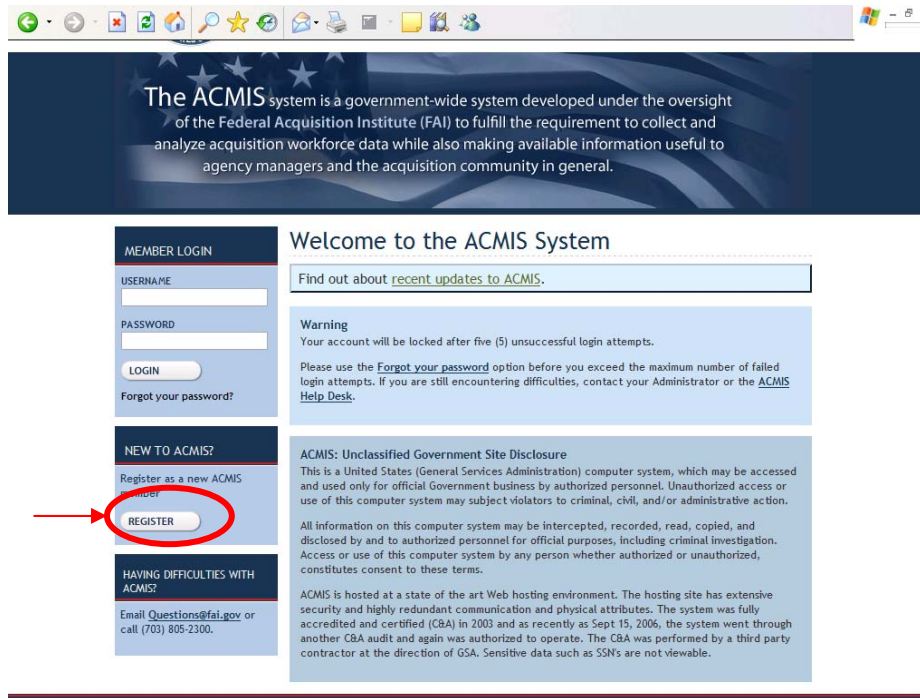 The ACMIS system is a government-wide system developed under the oversight
of the Federal Acquisition Institute (FAI) to fulfill the requirement to collect and
analyze acquisition workforce data while also making available information useful to
agency managers and the acquisition community in general.
MEMBER LOGIN
USERNAME
PASSWORD
LOGIN
Forgot your password?
NEW TO ACMIS?
Register as a new ACMIS
member
REGISTER
HAVING DIFFICULTIES WITH
ACMIS?
Email Questions@fai.gov or
call (703) 805-2300.
Welcome to the ACMIS System
Find out about recent updates to ACMIS.
Warning
Your account will be locked after five (5) unsuccessful login attempts.
Please use the Forgot your password option before you exceed the maximum number of failed
login attempts. If you are still encountering difficulties, contact your Administrator or the ACMIS
Help Desk.
ACMIS: Unclassified Government Site Disclosure
This is a United States (General Services Administration) computer system, which may be accessed
and used only for official Government business by authorized personnel. Unauthorized access or
use of this computer system may subject violators to criminal, civil, and/or administrative action.
All information on this computer system may be intercepted, recorded, read, copied, and
disclosed by and to authorized personnel for official purposes, including criminal investigation.
Access or use of this computer system by any person whether authorized or unauthorized,
constitutes consent to these terms.
ACMIS is hosted at a state of the art Web hosting environment. The hosting site has extensive
security and highly redundant communication and physical attributes. The system was fully
accredited and certified (C&A) in 2003 and as recently as Sept 15, 2006, the system went through
another C&A audit and again was authorized to operate. The C&A was performed by a third party
contractor at the direction of GSA. Sensitive data such as SSN's are not viewable.